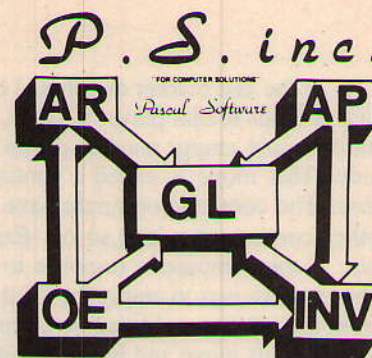 P.S. inc.
"FOR COMPUTER SOLUTIONS"
AR Pascal Software AP
GL
OE INV